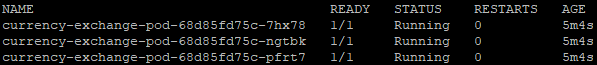 NAME READY STATUS RESTARTS AGE
currency-exchange-pod-68d85fd75c-7hx78 1/1 Running 0 5m4s
currency-exchange-pod-68d85fd75c-ngtbk 1/1 Running 0 5m4s
currency-exchange-pod-68d85fd75c-pfrt7 1/1 Running 0 5m4s